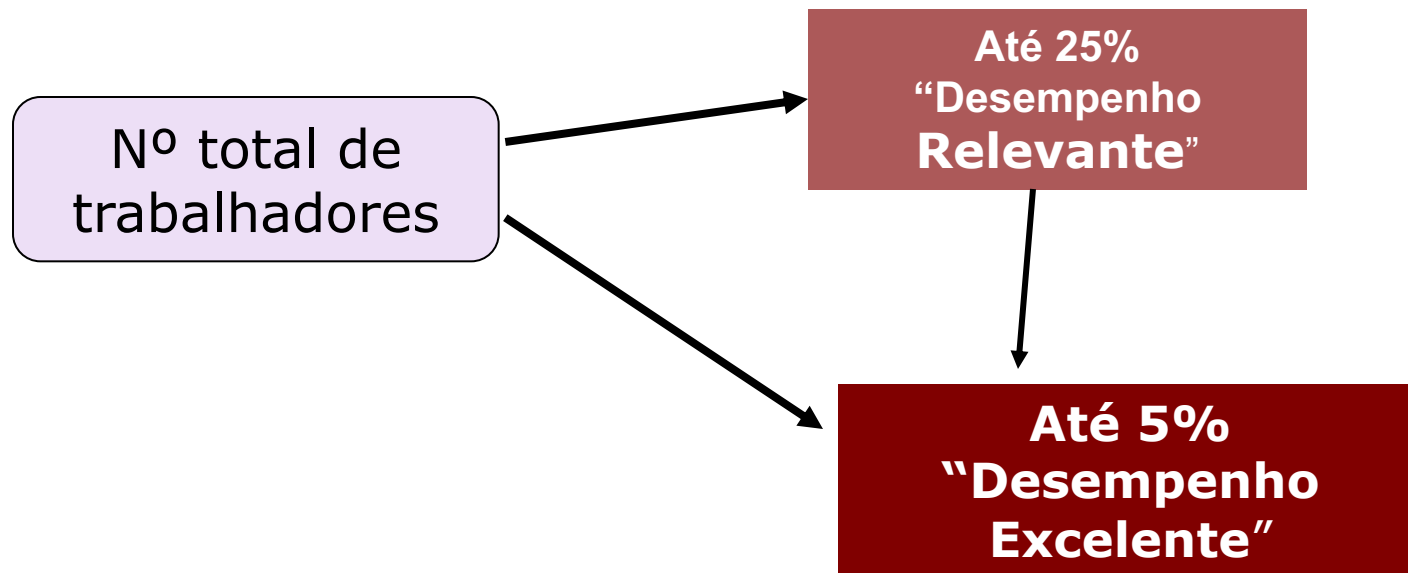 Nº total de
trabalhadores
Até 25%
“Desempenho
Relevante”
Até 5%
“Desempenho
Excelente”